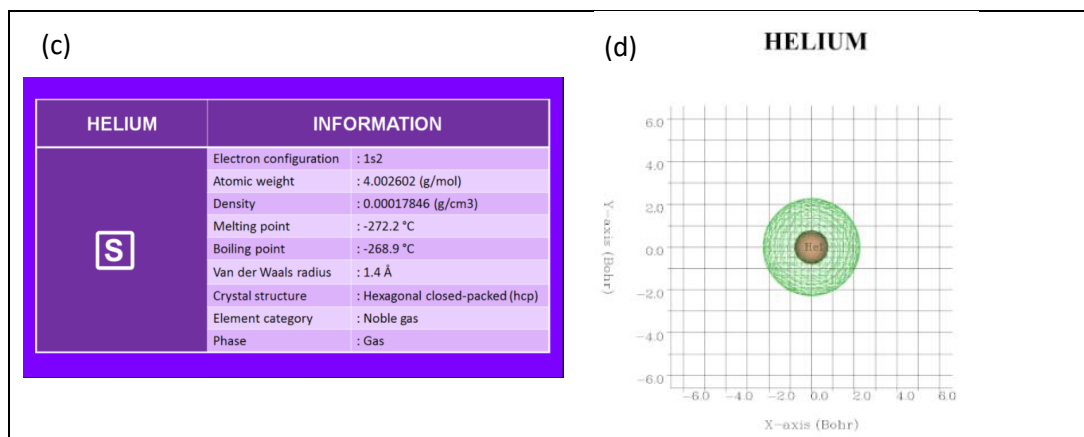 (c)
HELIUM INFORMATION
Electron configuration : 1s2
Atomic weight : 4.002602 (g/mol)
Density : 0.00017846 (g/cm3)
Melting point : -272.2 °C
Boiling point : -268.9 °C
S
Van der Waals radius : 1.4 Å
Crystal structure : Hexagonal closed-packed (hcp)
Element category : Noble gas
Phase : Gas
(d)
HELIUM
6.0
4.0
2.0
0.0
-2.0
-4.0
-6.0
Y-axis (Bohr)
He1
-6.0 -4.0 -2.0 0.0 2.0 4.0 6.0
X-axis (Bohr)